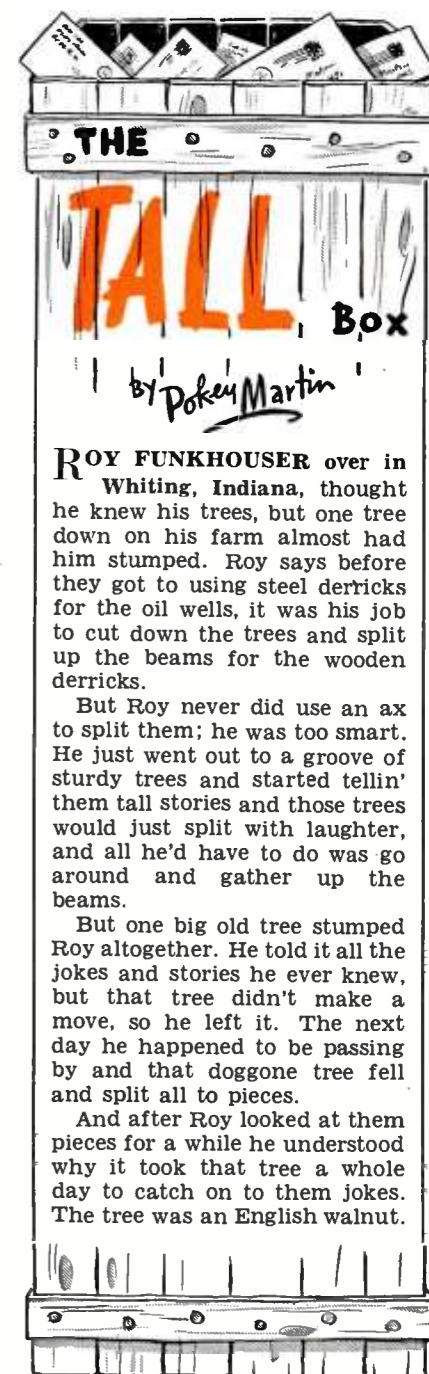 THE
TALL
Box
by Pokey Martin
ROY FUNKHOUSER over in
Whiting, Indiana, thought
he knew his trees, but one tree
down on his farm almost had
him stumped. Roy says before
they got to using steel derricks
for the oil wells, it was his job
to cut down the trees and split
up the beams for the wooden
derricks.
But Roy never did use an ax
to split them; he was too smart.
He just went out to a groove of
sturdy trees and started tellin'
them tall stories and those trees
would just split with laughter,
and all he'd have to do was go
around and gather up the
beams.
But one big old tree stumped
Roy altogether. He told it all the
jokes and stories he ever knew,
but that tree didn't make a
move, so he left it. The next
day he happened to be passing
by and that doggone tree fell
and split all to pieces.
And after Roy looked at them
pieces for a while he understood
why it took that tree a whole
day to catch on to them jokes.
The tree was an English walnut.